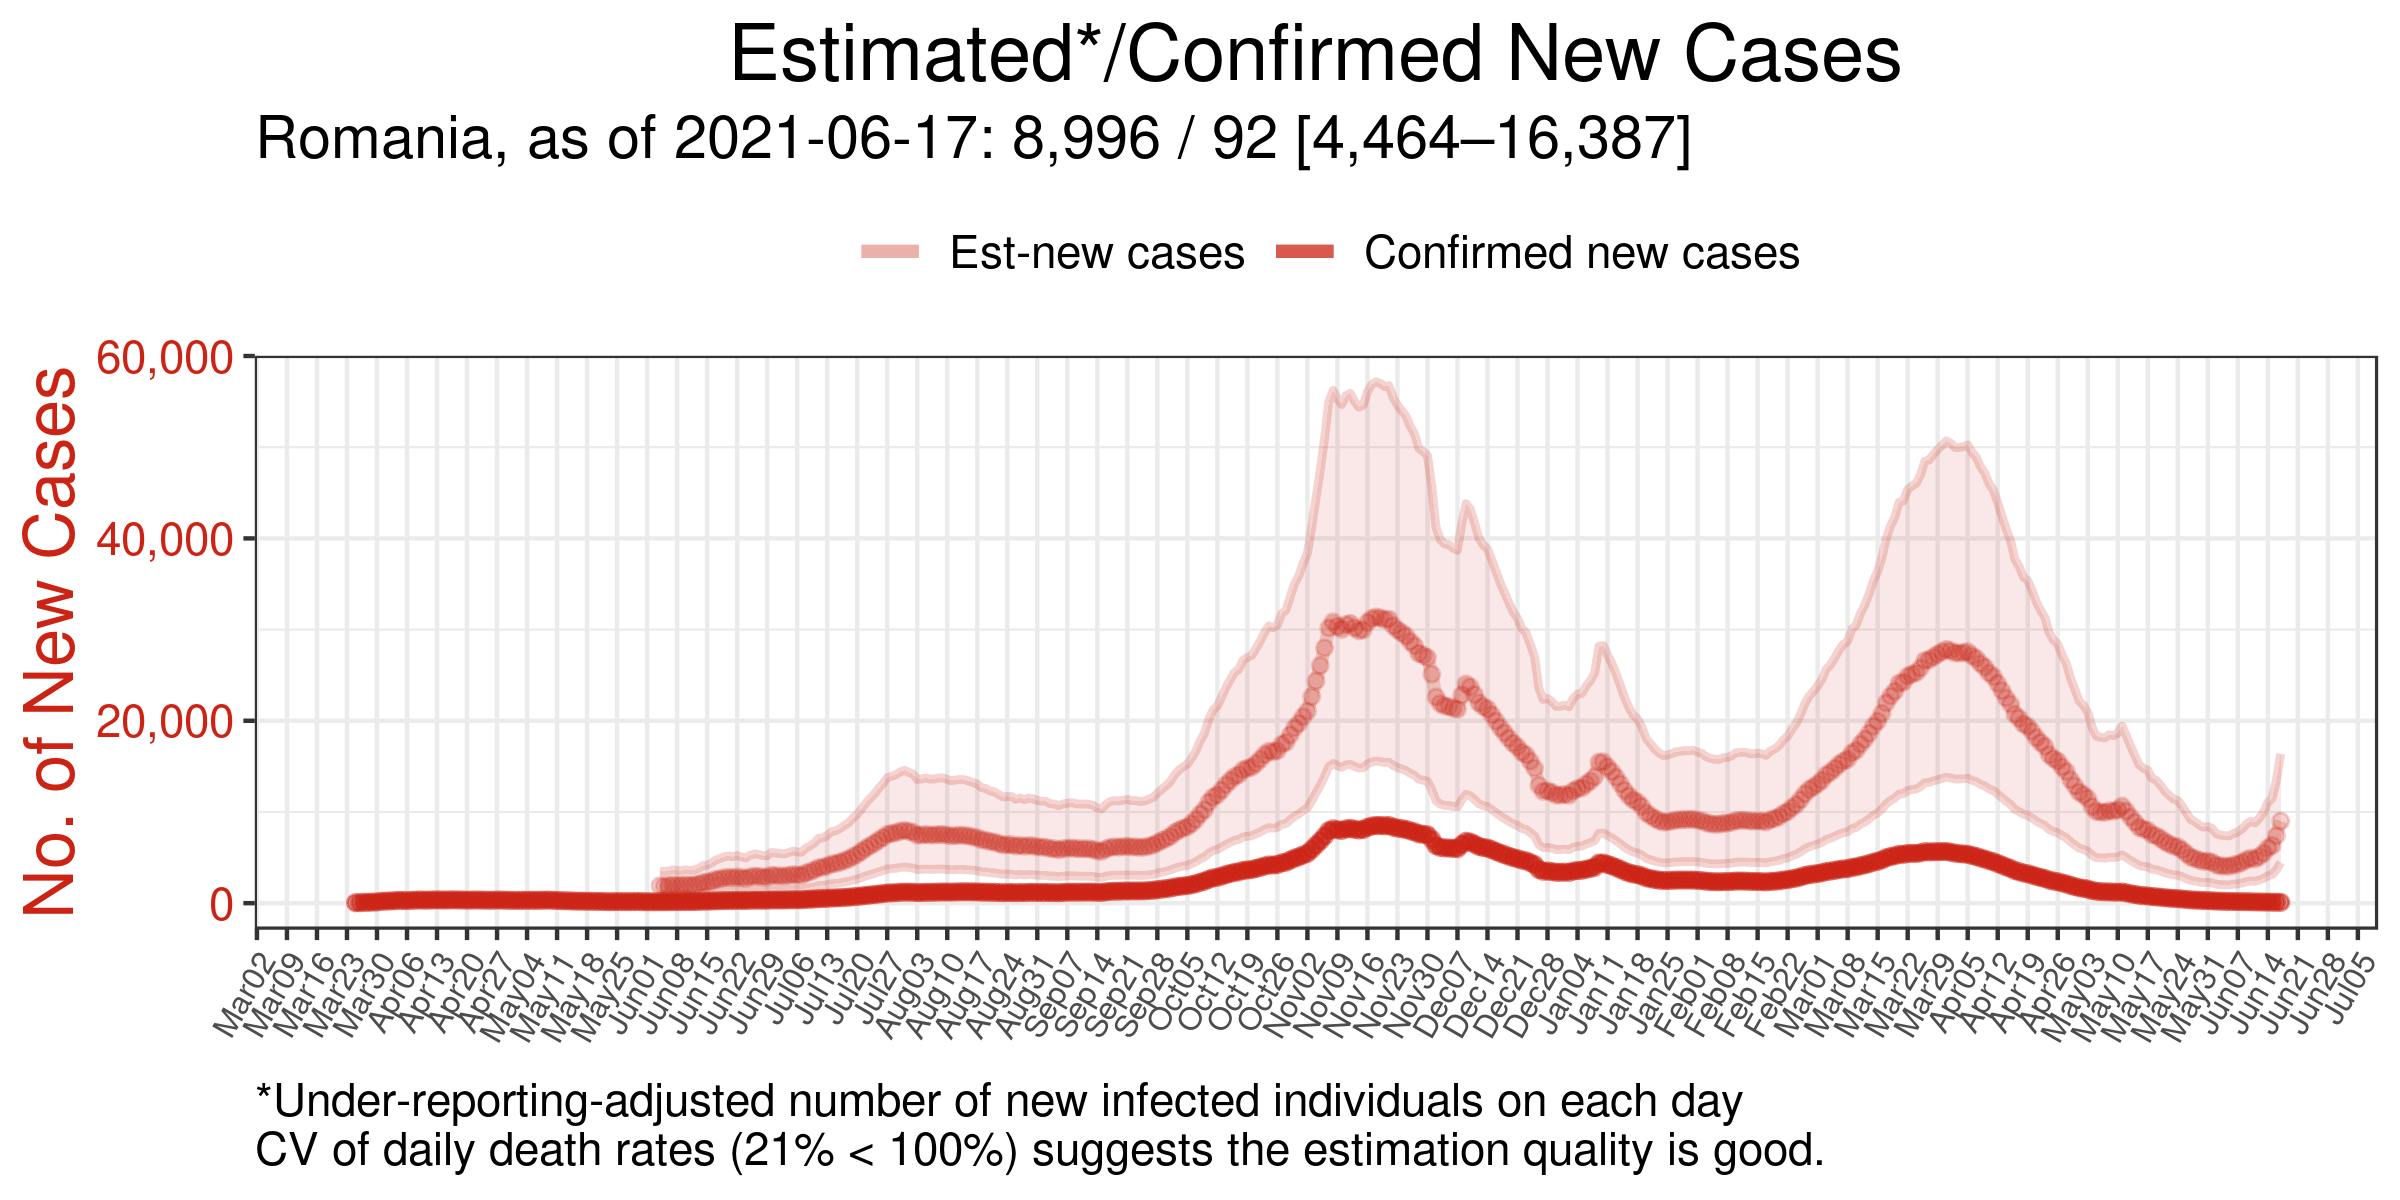 Estimated*/Confirmed New Cases
Romania, as of 2021-06-17: 8,996 / 92 [4,464–16,387]
Est-new cases Confirmed new cases
No. of New Cases
60,000
40,000
20,000
0
Mar02 Mar09 Mar16 Mar23 Mar30 Apr06 Apr13 Apr20 Apr27 May04 May11 May18 May25 Jun01 Jun08 Jun15 Jun22 Jun29 Jul06 Jul13 Jul20 Jul27 Aug03 Aug10 Aug17 Aug24 Aug31 Sep07 Sep14 Sep21 Sep28 Oct05 Oct12 Oct19 Oct26 Nov02 Nov09 Nov16 Nov23 Nov30 Dec07 Dec14 Dec21 Dec28 Jan04 Jan11 Jan18 Jan25 Feb01 Feb08 Feb15 Feb22 Mar01 Mar08 Mar15 Mar22 Mar29 Apr05 Apr12 Apr19 Apr26 May03 May10 May17 May24 May31 Jun07 Jun14 Jun21 Jun28 Jul05
*Under-reporting-adjusted number of new infected individuals on each day
CV of daily death rates (21% < 100%) suggests the estimation quality is good.